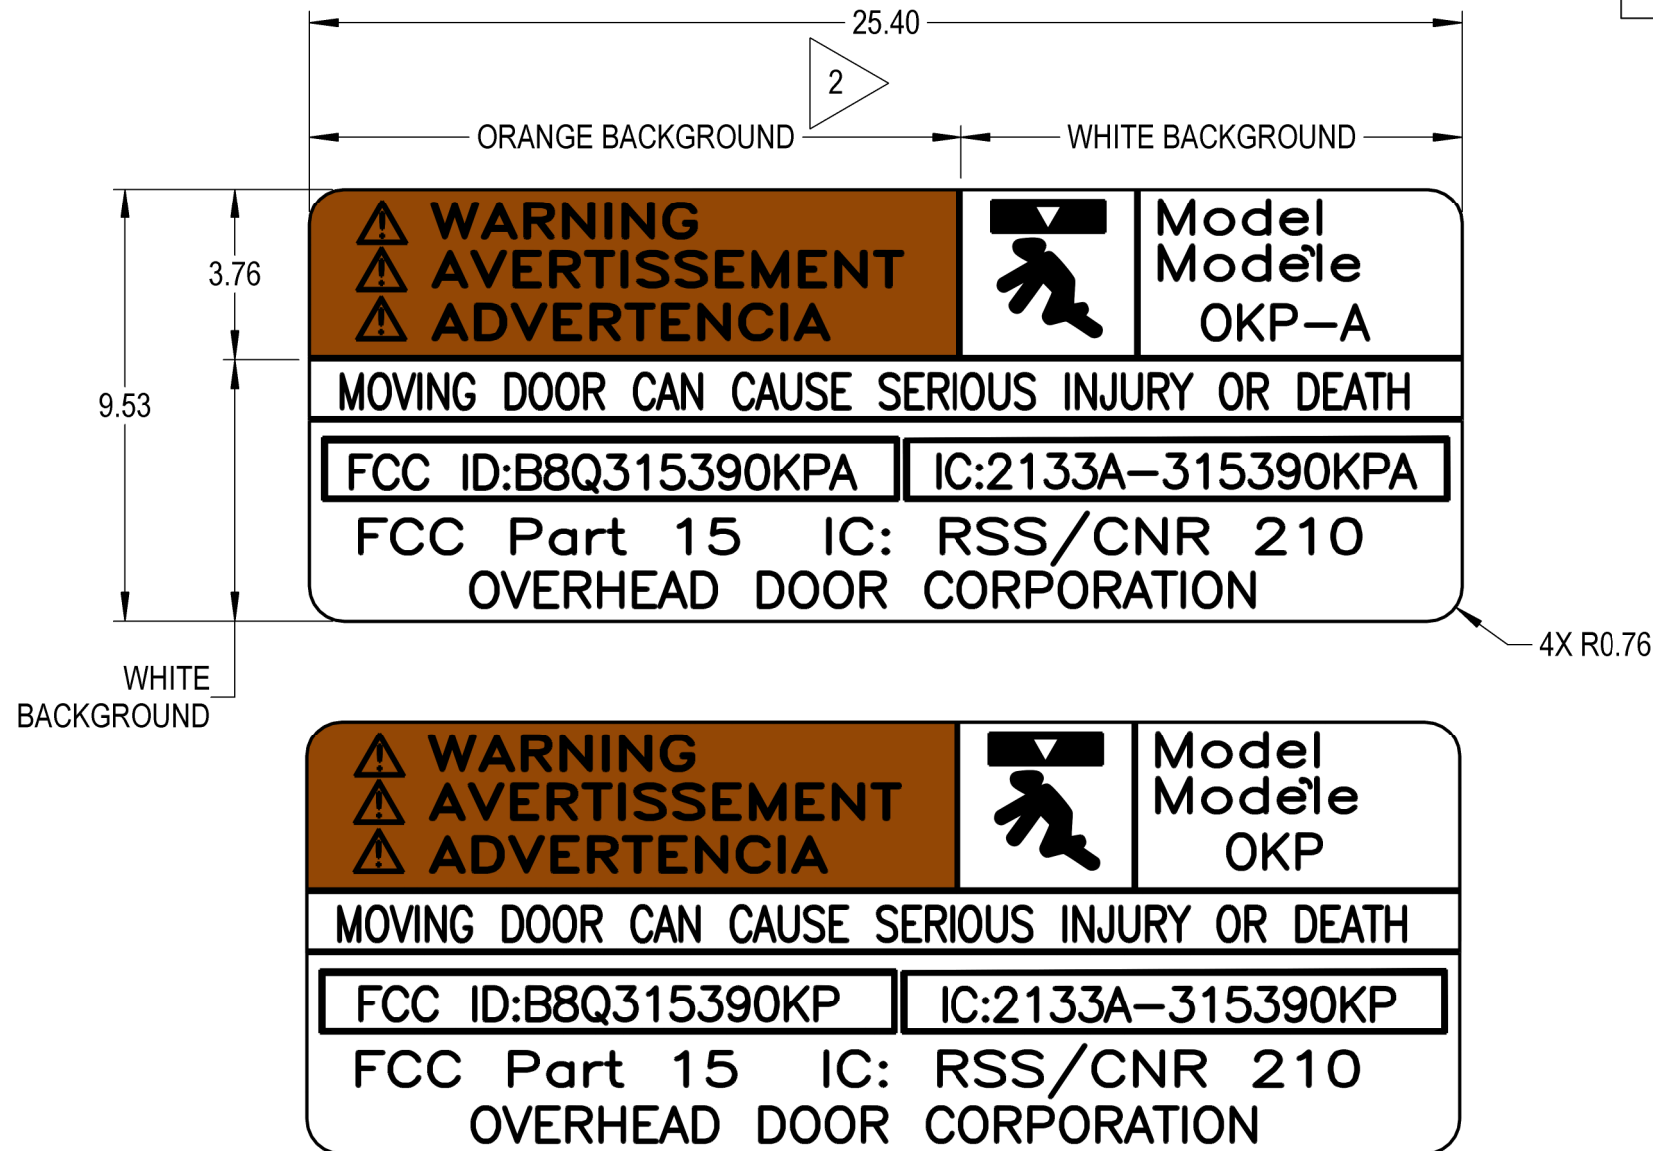 25.40
2
ORANGE BACKGROUND WHITE BACKGROUND
WARNING
AVERTISSEMENT
ADVERTENCIA
Model
Modèle
OKP-A
3.76
9.53
MOVING DOOR CAN CAUSE SERIOUS INJURY OR DEATH
FCC ID:B8Q315390KPA IC:2133A-315390KPA
FCC Part 15 IC: RSS/CNR 210
OVERHEAD DOOR CORPORATION
4X R0.76
WHITE
BACKGROUND
WARNING
AVERTISSEMENT
ADVERTENCIA
Model
Modèle
OKP
MOVING DOOR CAN CAUSE SERIOUS INJURY OR DEATH
FCC ID:B8Q315390KP IC:2133A-315390KP
FCC Part 15 IC: RSS/CNR 210
OVERHEAD DOOR CORPORATION